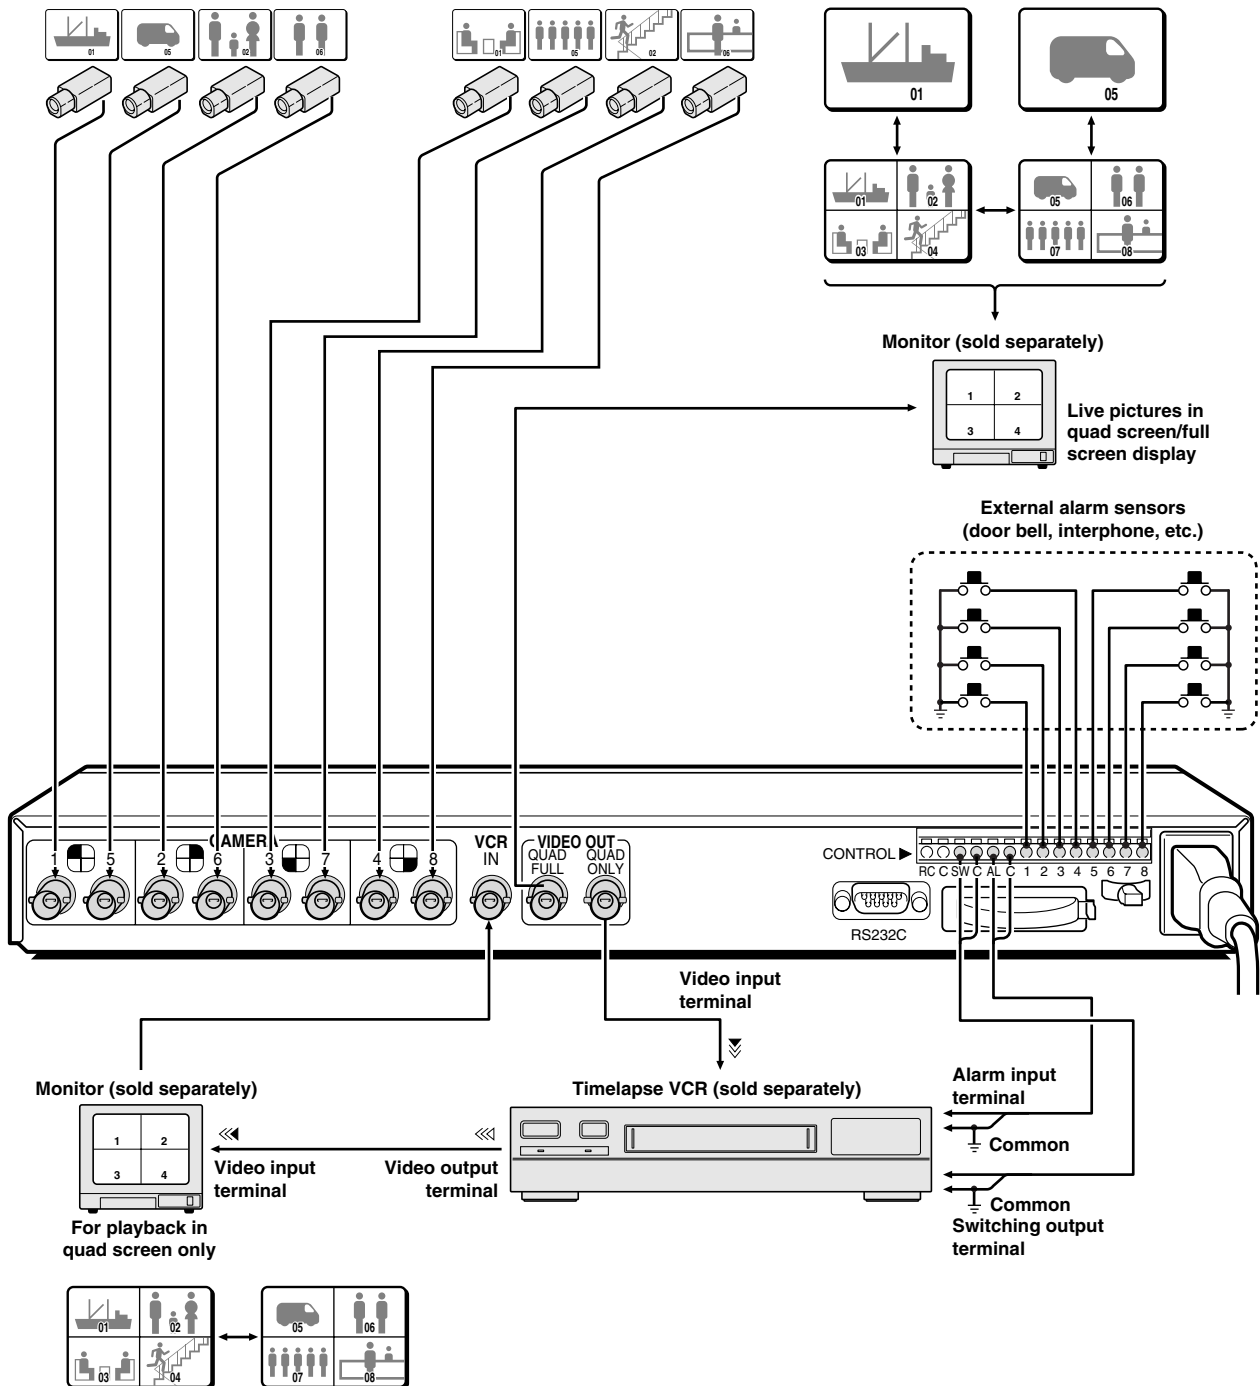 01 05 02 06 01 05 02 06
01 05
01 02 05 06
03 04 07 08
Monitor (sold separately)
1 2
3 4
Live pictures in
quad screen/full
screen display
External alarm sensors
(door bell, interphone, etc.)
CAMERA
1 5 2 6 3 7 4 8
VCR
IN
VIDEO OUT
QUAD
FULL
QUAD
ONLY
CONTROL
RC C SW C AL C 1 2 3 4 5 6 7 8
RS232C
Video input
terminal
Monitor (sold separately)
1 2
3 4
Video input
terminal
Video output
terminal
For playback in
quad screen only
Timelapse VCR (sold separately)
Alarm input
terminal
Common
Common
Switching output
terminal
01 02 05 06
03 04 07 08